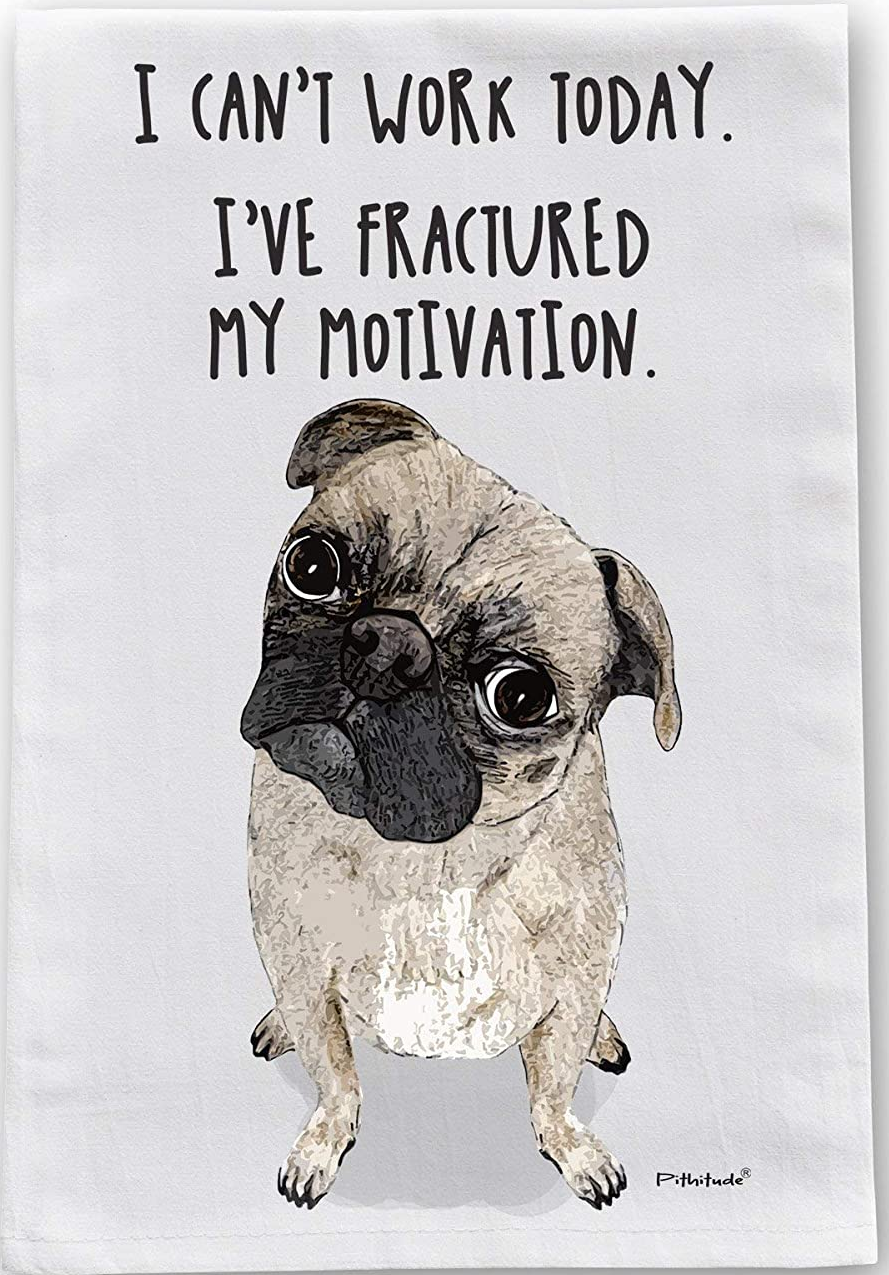 I CAN'T WORK TODAY.
I'VE FRACTURED
MY MOTIVATION.
Pithitude®